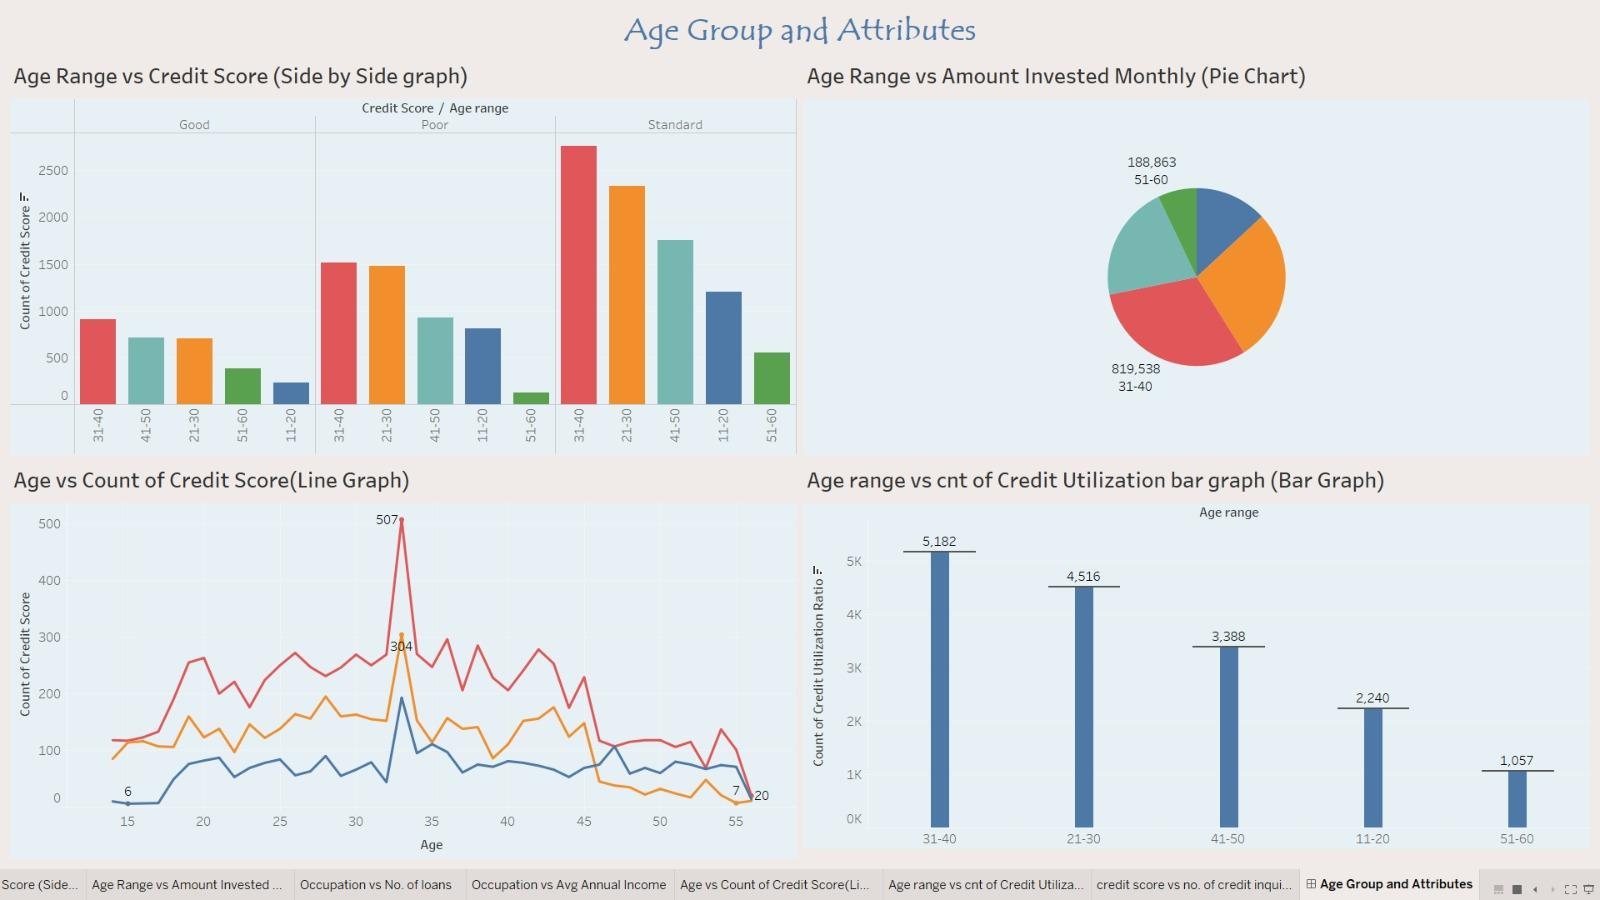 Age Group and Attributes
Age Range vs Credit Score (Side by Side graph)
Credit Score / Age range
Good
Poor
Standard
Count of Credit Score
2500
2000
1500
1000
500
0
31-40
41-50
21-30
51-60
11-20
31-40
21-30
41-50
11-20
51-60
31-40
21-30
41-50
11-20
51-60
Age Range vs Amount Invested Monthly (Pie Chart)
188,863
51-60
819,538
31-40
Age vs Count of Credit Score(Line Graph)
Count of Credit Score
500
400
300
200
100
0
507
304
6
7
20
15
20
25
30
35
40
45
50
55
Age
Age range vs cnt of Credit Utilization bar graph (Bar Graph)
Age range
Count of Credit Utilization Ratio
5K
4K
3K
2K
1K
0K
5,182
4,516
3,388
2,240
1,057
31-40
21-30
41-50
11-20
51-60
Score (Side...
Age Range vs Amount Invested ...
Occupation vs No. of loans
Occupation vs Avg Annual Income
Age vs Count of Credit Score(Li...
Age range vs cnt of Credit Utiliza...
credit score vs no. of credit inqui...
Age Group and Attributes